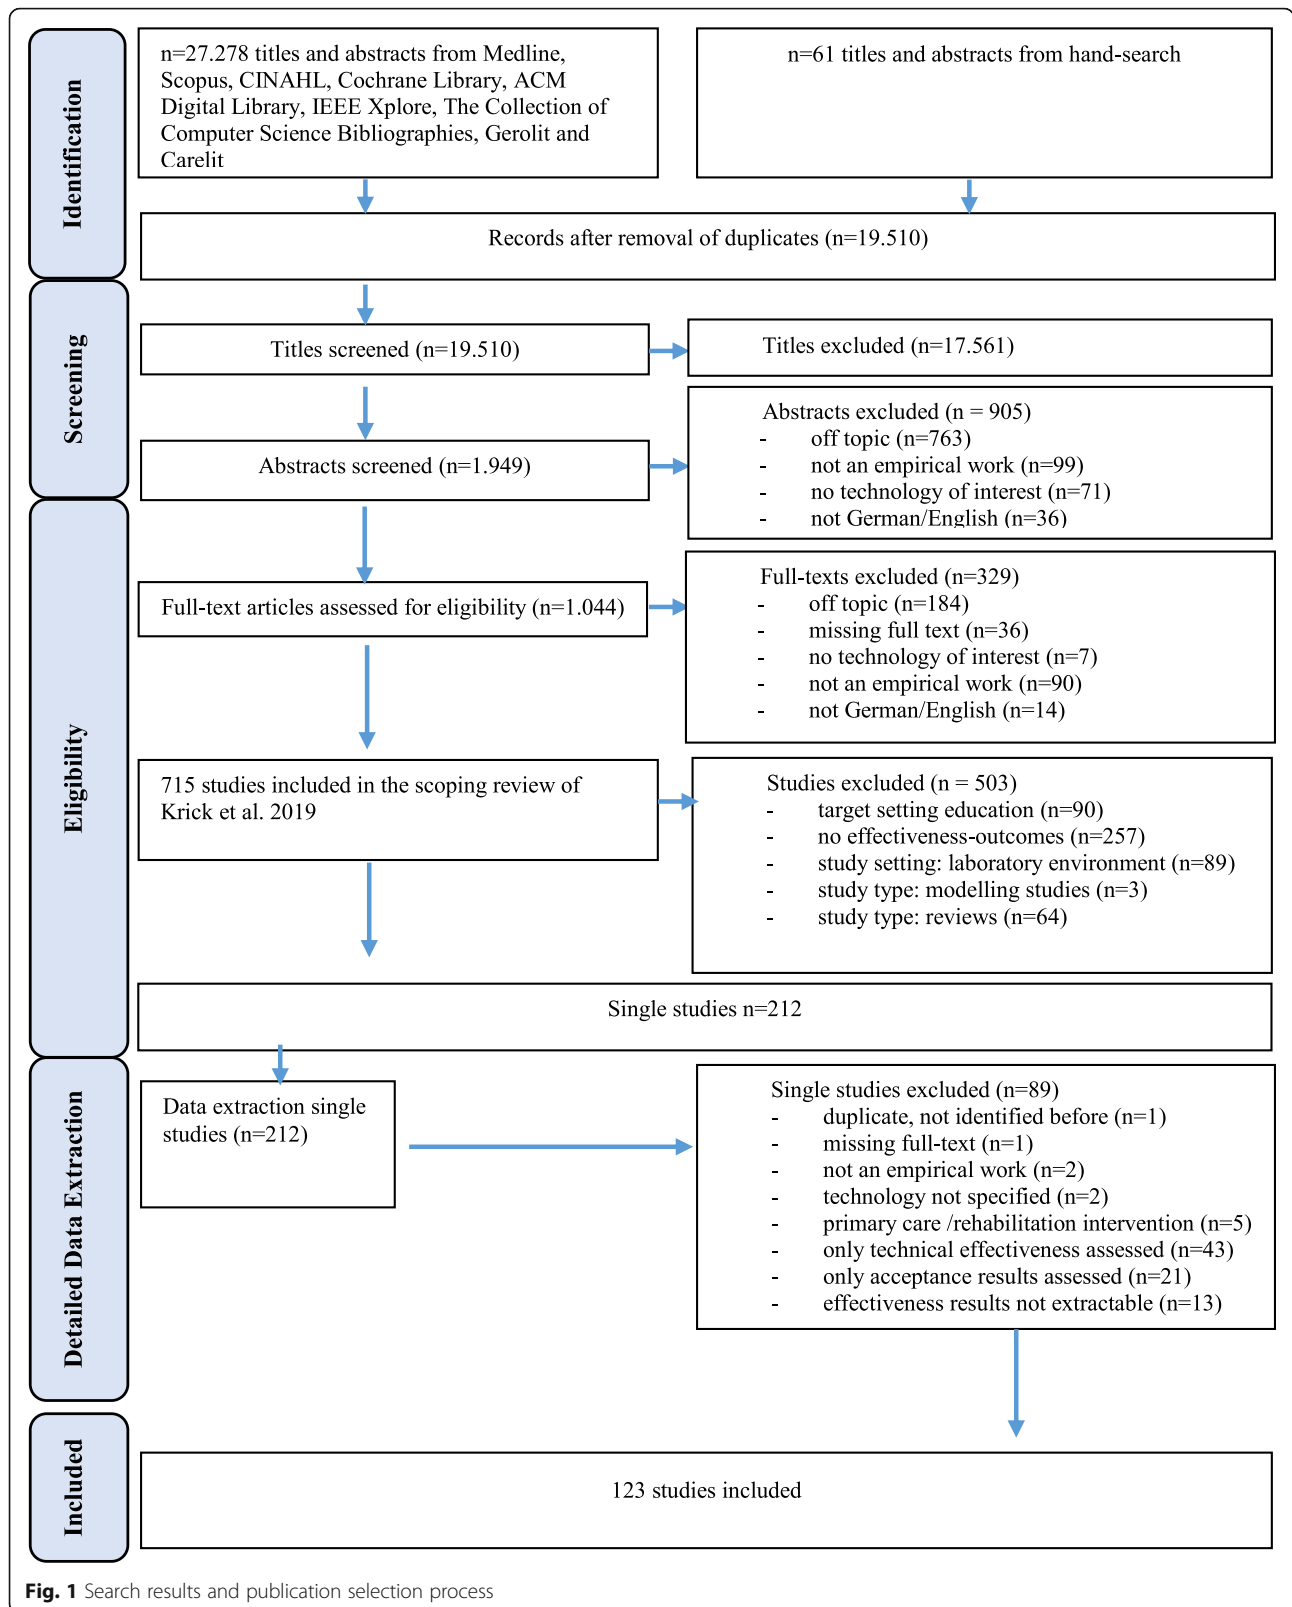 Identification
n=27.278 titles and abstracts from Medline,
Scopus, CINAHL, Cochrane Library, ACM
Digital Library, IEEE Xplore, The Collection of
Computer Science Bibliographies, Gerolit and
Carelit
n=61 titles and abstracts from hand-search
Records after removal of duplicates (n=19.510)
Screening
Titles screened (n=19.510)
Titles excluded (n=17.561)
Abstracts screened (n=1.949)
Abstracts excluded (n = 905)
- off topic (n=763)
- not an empirical work (n=99)
- no technology of interest (n=71)
- not German/English (n=36)
Eligibility
Full-text articles assessed for eligibility (n=1.044)
Full-texts excluded (n=329)
- off topic (n=184)
- missing full text (n=36)
- no technology of interest (n=7)
- not an empirical work (n=90)
- not German/English (n=14)
715 studies included in the scoping review of
Krick et al. 2019
Studies excluded (n = 503)
- target setting education (n=90)
- no effectiveness-outcomes (n=257)
- study setting: laboratory environment (n=89)
- study type: modelling studies (n=3)
- study type: reviews (n=64)
Single studies n=212
Detailed Data Extraction
Data extraction single
studies (n=212)
Single studies excluded (n=89)
- duplicate, not identified before (n=1)
- missing full-text (n=1)
- not an empirical work (n=2)
- technology not specified (n=2)
- primary care /rehabilitation intervention (n=5)
- only technical effectiveness assessed (n=43)
- only acceptance results assessed (n=21)
- effectiveness results not extractable (n=13)
Included
123 studies included
Fig. 1 Search results and publication selection process